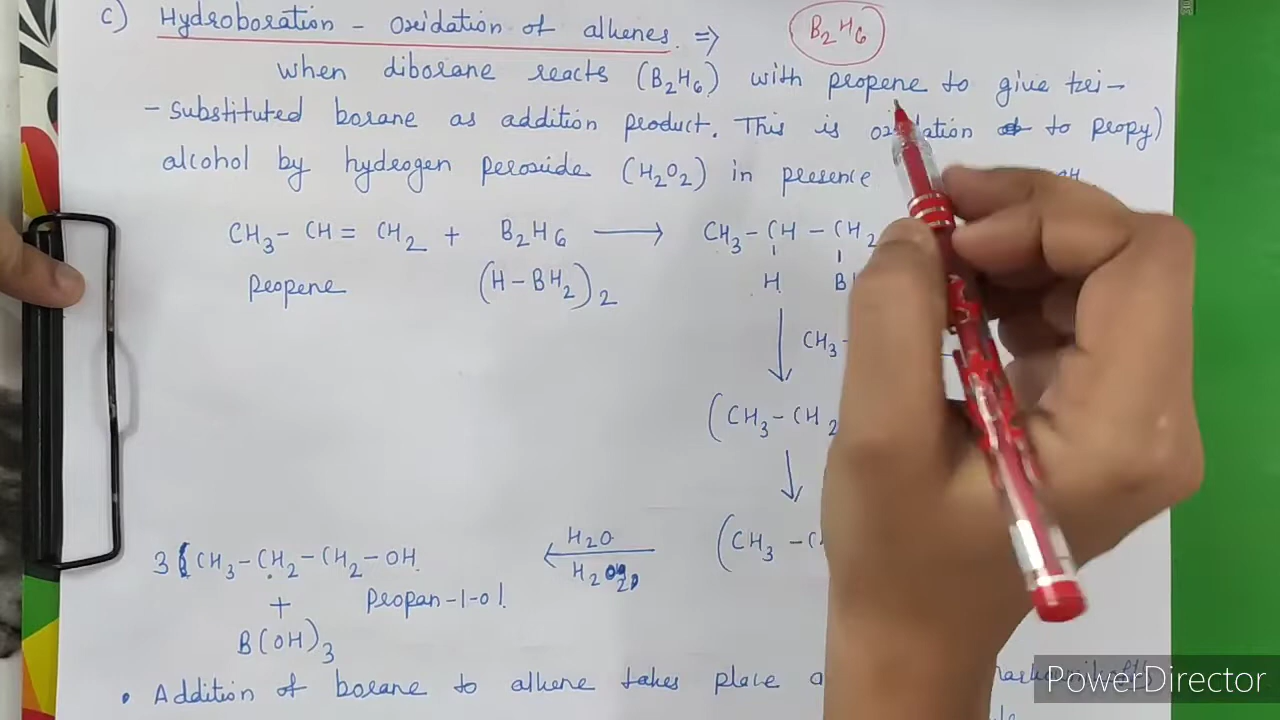 c) Hydroboration - oxidation of alkenes. ⇒ B2H6
when diborane reacts (B2H6) with propene to give tri-
- substituted borane as addition product. This is to propyl
alcohol by hydrogen peroxide (H2O2) in presence
CH3 - CH = CH2 + B2H6 → CH3 - CH - CH2
propene (H - BH2)2 H
CH3
(CH3 - CH2
(CH3
3 CH3 - CH2 - CH2 - OH ← H2O
H2O2
+ Propan-1-ol
B(OH)3
• Addition of borane to alkene takes place
PowerDirector